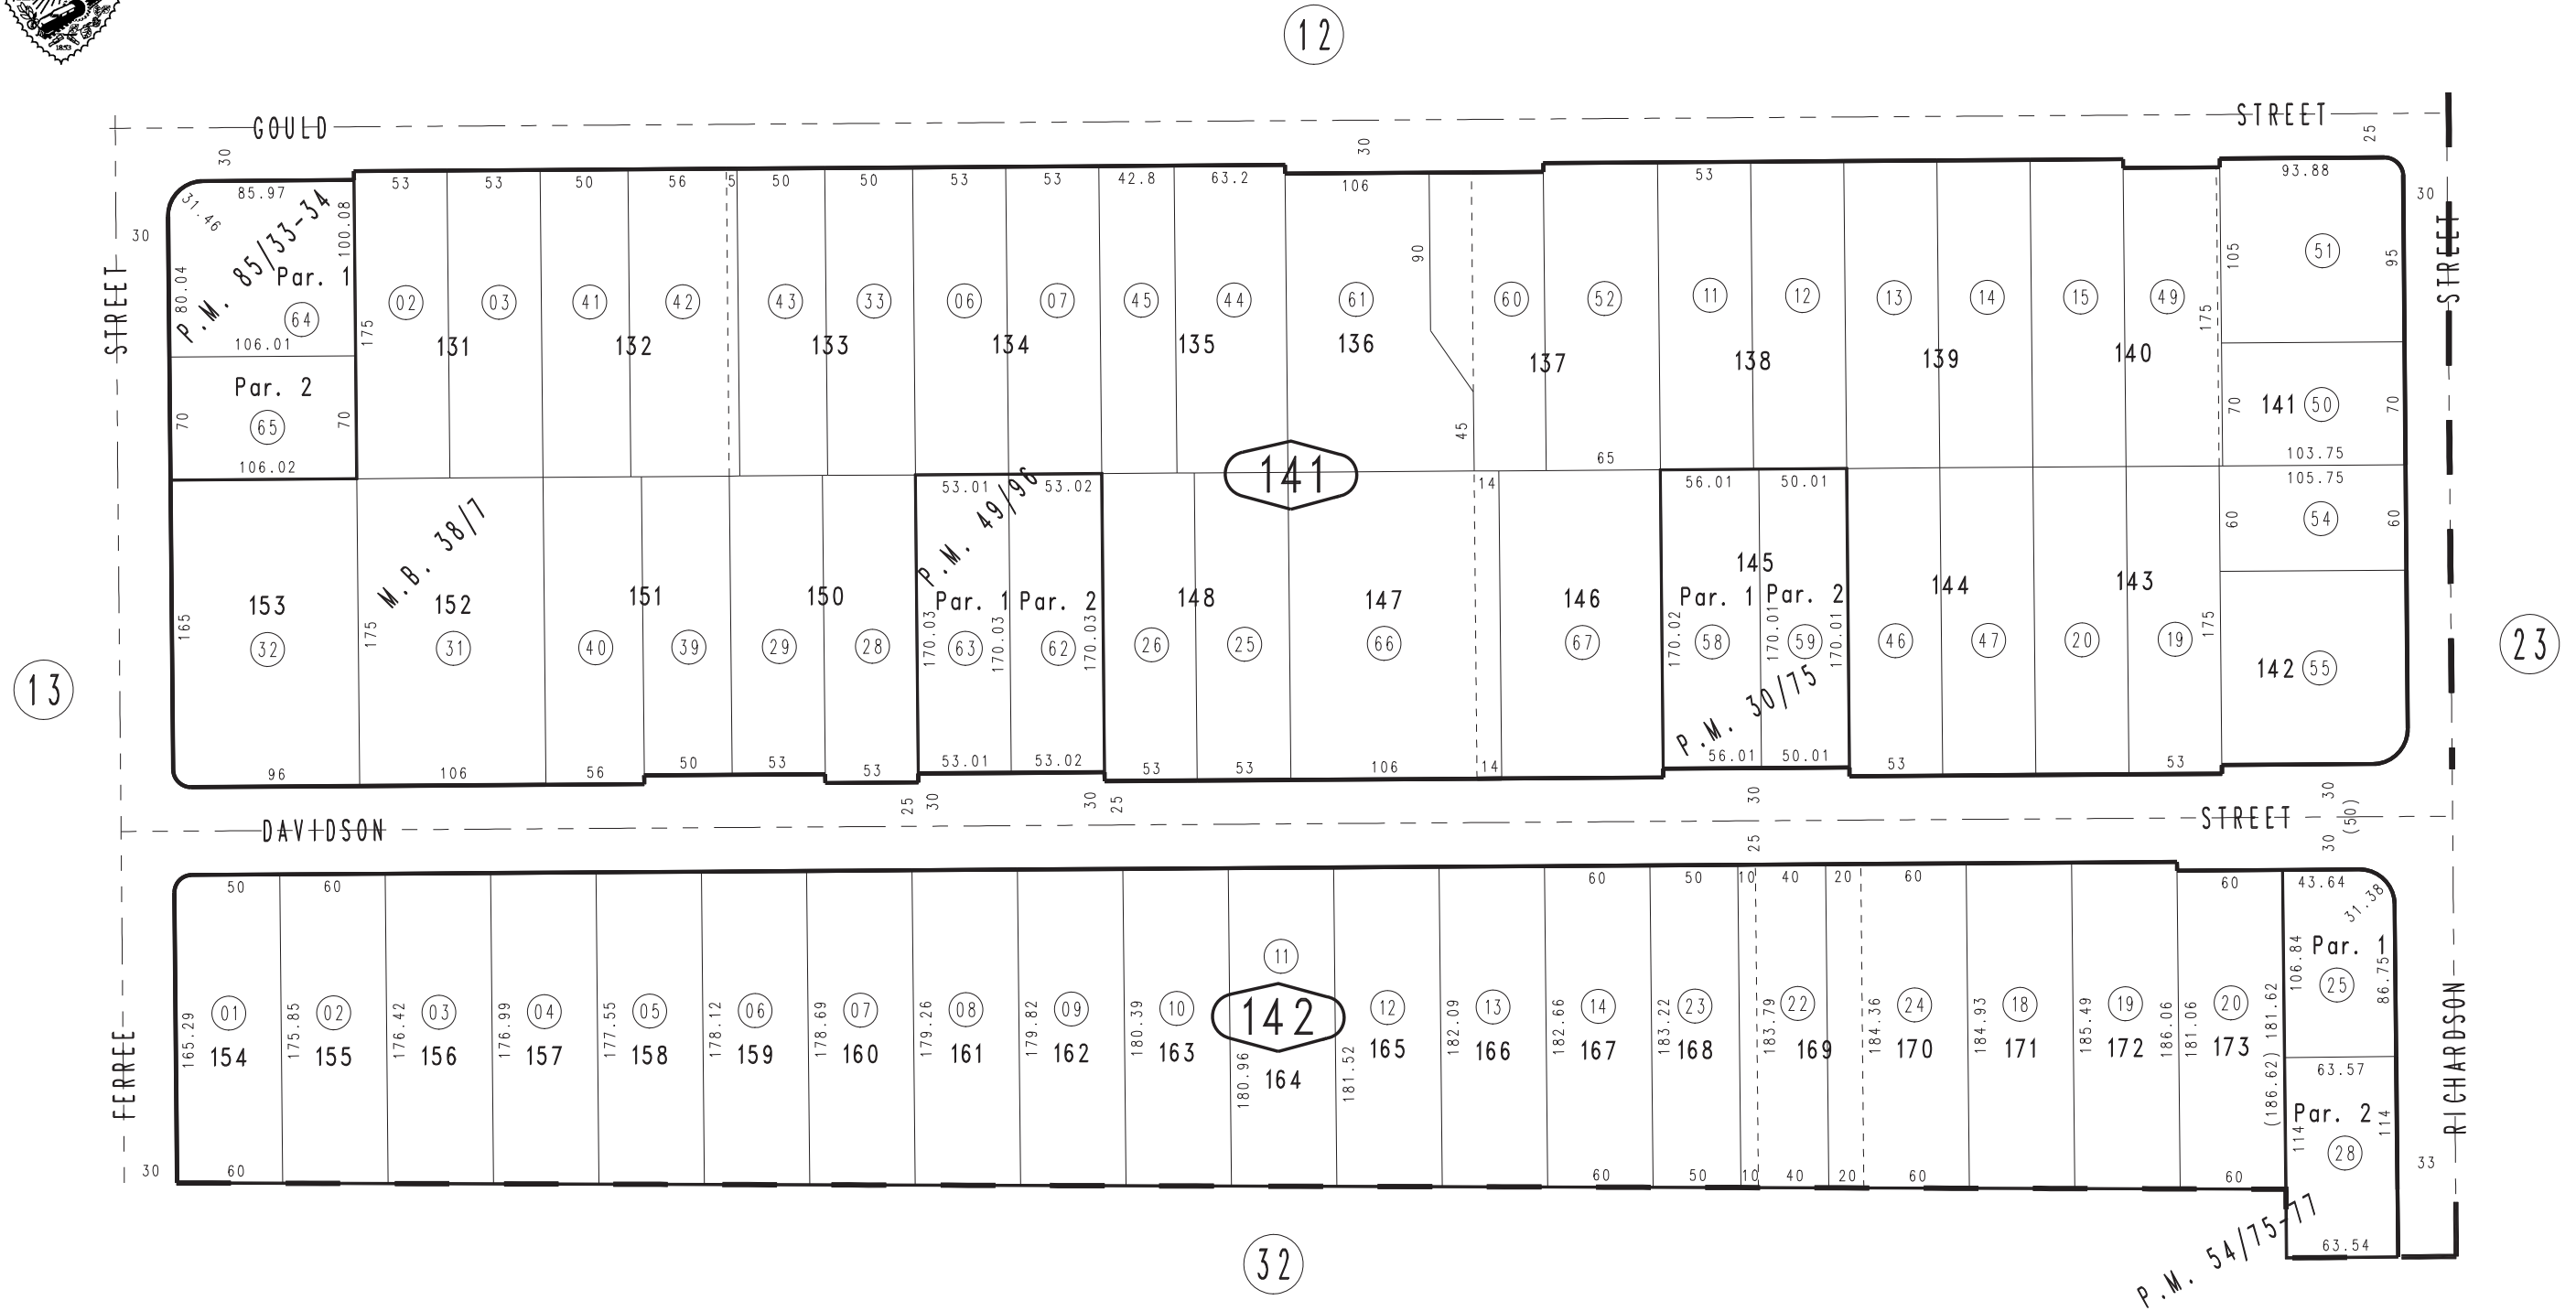 1853
12
GOULD STREET
30 30 25
85.97 53 53 50 56 5 50 50 53 53 42.8 63.2 106 53 93.88
31.46
30 30
P.M. 85/33-34
100.08 90 105 95
80.04
Par. 1
64 02 03 41 42 43 33 06 07 45 44 61 60 52 11 12 13 14 15 49 51
STREET STREET
106.01 175 175
131 132 133 134 135 136 137 138 139 140
Par. 2
65 141 50
70 70 45 70 70
106.02 65 103.75
141
53.01 53.02 14 56.01 50.01 105.75
M.B. 38/7
P.M. 49/96
54
60 60
153 152 151 150 148 147 146 145 144 143
Par. 1 Par. 2 Par. 1 Par. 2
165 175 170.03 170.03 170.03 170.02 170.01 170.01 175
32 31 40 39 29 28 63 62 26 25 66 67 58 59 46 47 20 19
142 55
13 23
P.M. 30/75
96 106 56 50 53 53 53.01 53.02 53 53 106 14 56.01 50.01 53 53
25 30 30 25 30 30
DAVIDSON STREET
25 30 (50)
50 60 60 50 10 40 20 60 60 43.64
31.38
11
Par. 1
106.84 86.75
25
01 02 03 04 05 06 07 08 09 10 12 13 14 23 22 24 18 19 20
142
165.29 175.85 176.42 176.99 177.55 178.12 178.69 179.26 179.82 180.39 180.96 181.52 182.09 182.66 183.22 183.79 184.36 184.93 185.49 186.06 181.06 (186.62) 181.62
154 155 156 157 158 159 160 161 162 163 164 165 166 167 168 169 170 171 172 173
63.57
FERREE RICHARDSON
Par. 2
114 114
28
30 60 60 50 10 40 20 60 60 33
P.M. 54/75-77
63.54
32